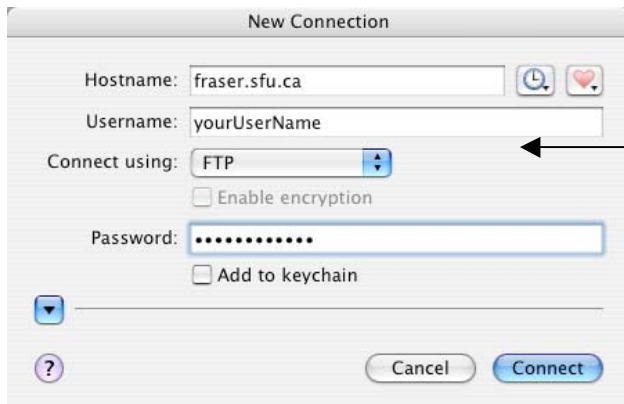 New Connection
Hostname: fraser.sfu.ca
Username: yourUserName
Connect using: FTP
Enable encryption
Password: ••••••••••••
Add to keychain
? Cancel Connect